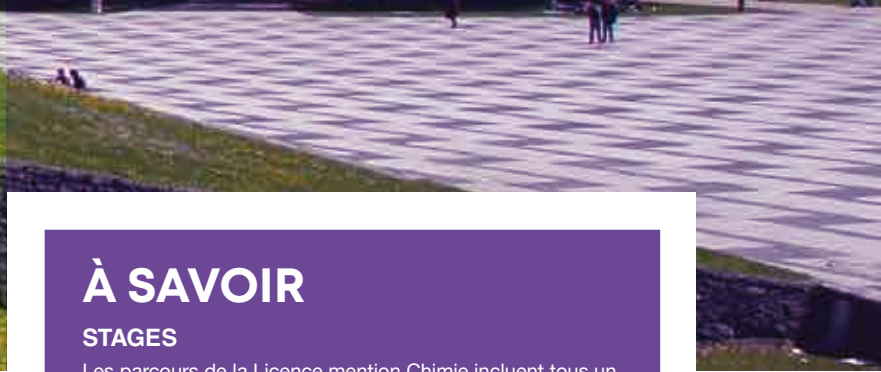 À SAVOIR
STAGES
Les parcours de la Licence mention Chimie incluent tous un